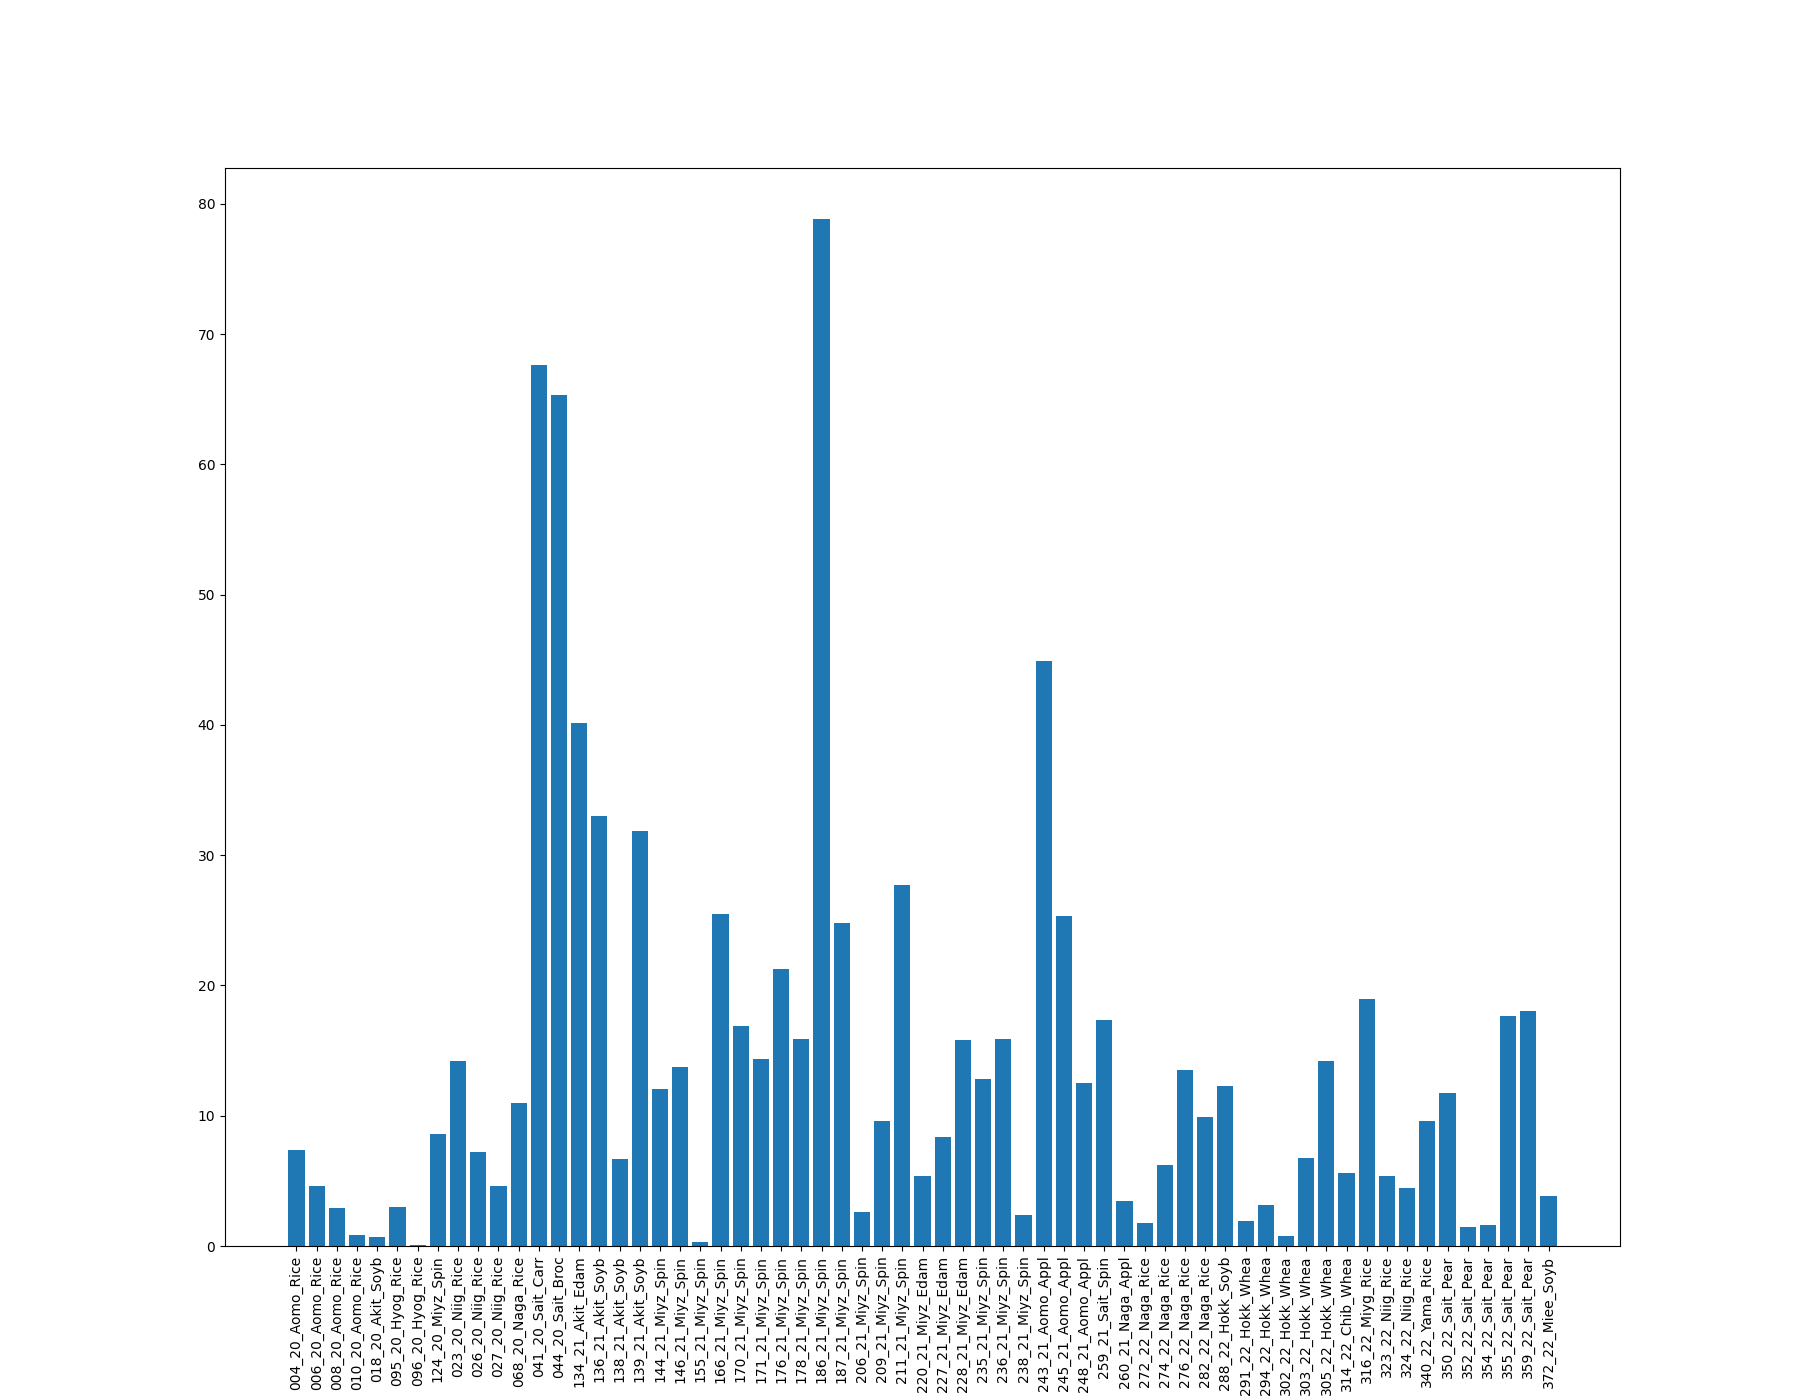 80
70
60
50
40
30
20
10
0
004_20_Aomo_Rice
006_20_Aomo_Rice
008_20_Aomo_Rice
010_20_Aomo_Rice
018_20_Akit_Soyb
095_20_Hyog_Rice
096_20_Hyog_Rice
124_20_Miyz_Spin
023_20_Niig_Rice
026_20_Niig_Rice
027_20_Niig_Rice
068_20_Naga_Rice
041_20_Sait_Carr
044_20_Sait_Broc
134_21_Akit_Edam
136_21_Akit_Soyb
138_21_Akit_Soyb
139_21_Akit_Soyb
144_21_Miyz_Spin
146_21_Miyz_Spin
155_21_Miyz_Spin
166_21_Miyz_Spin
170_21_Miyz_Spin
171_21_Miyz_Spin
176_21_Miyz_Spin
178_21_Miyz_Spin
186_21_Miyz_Spin
187_21_Miyz_Spin
206_21_Miyz_Spin
209_21_Miyz_Spin
211_21_Miyz_Spin
220_21_Miyz_Edam
227_21_Miyz_Edam
228_21_Miyz_Edam
235_21_Miyz_Spin
236_21_Miyz_Spin
238_21_Miyz_Spin
243_21_Aomo_Appl
245_21_Aomo_Appl
248_21_Aomo_Appl
259_21_Sait_Spin
260_21_Naga_Appl
272_22_Naga_Rice
274_22_Naga_Rice
276_22_Naga_Rice
282_22_Naga_Rice
288_22_Hokk_Soyb
291_22_Hokk_Whea
294_22_Hokk_Whea
302_22_Hokk_Whea
303_22_Hokk_Whea
305_22_Hokk_Whea
314_22_Chib_Whea
316_22_Miyg_Rice
323_22_Niig_Rice
324_22_Niig_Rice
340_22_Yama_Rice
350_22_Sait_Pear
352_22_Sait_Pear
354_22_Sait_Pear
355_22_Sait_Pear
359_22_Sait_Pear
372_22_Miee_Soyb